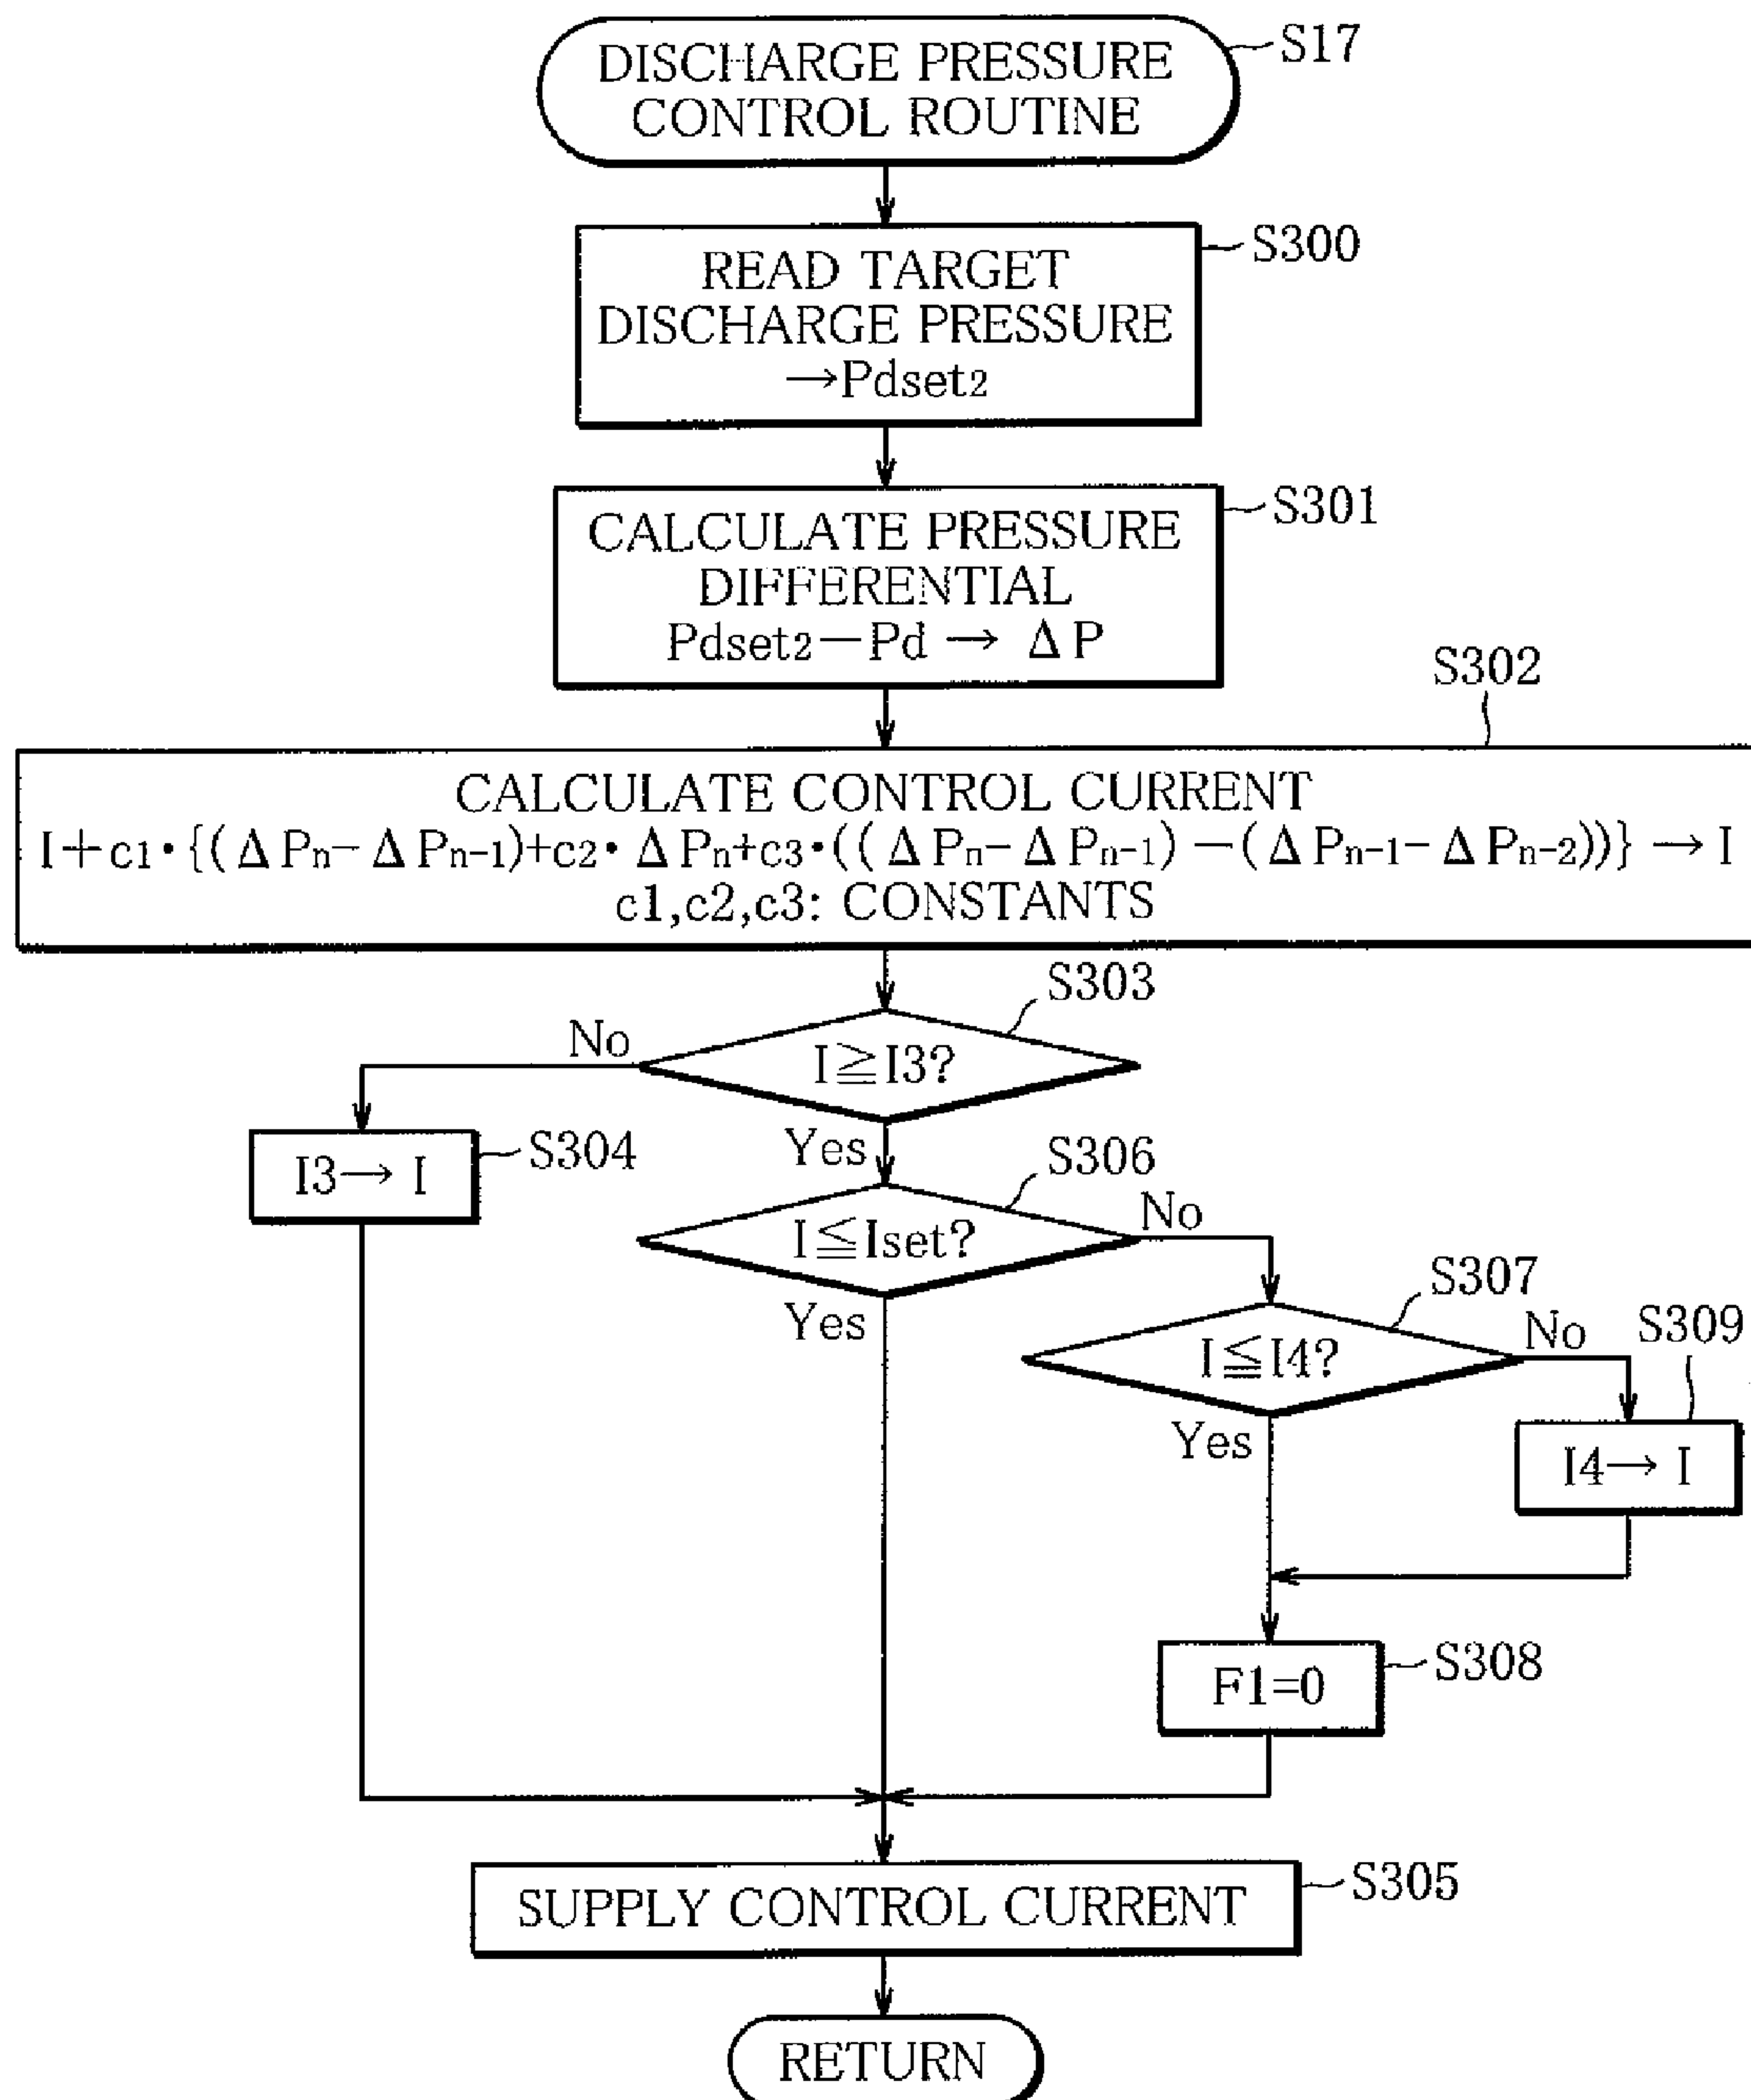 DISCHARGE PRESSURE
CONTROL ROUTINE
S17
READ TARGET
DISCHARGE PRESSURE
→Pdset2
S300
CALCULATE PRESSURE
DIFFERENTIAL
Pdset2－Pd → ΔP
S301
S302
CALCULATE CONTROL CURRENT
I＋c1･{(ΔPn-ΔPn-1)+c2･ΔPn+c3･((ΔPn-ΔPn-1)－(ΔPn-1-ΔPn-2))} → I
c1,c2,c3: CONSTANTS
S303
I≧I3?
No
Yes
I3→ I
S304
S306
I≦Iset?
No
Yes
S307
I≦I4?
No
Yes
S309
I4→ I
F1=0
S308
SUPPLY CONTROL CURRENT
S305
RETURN